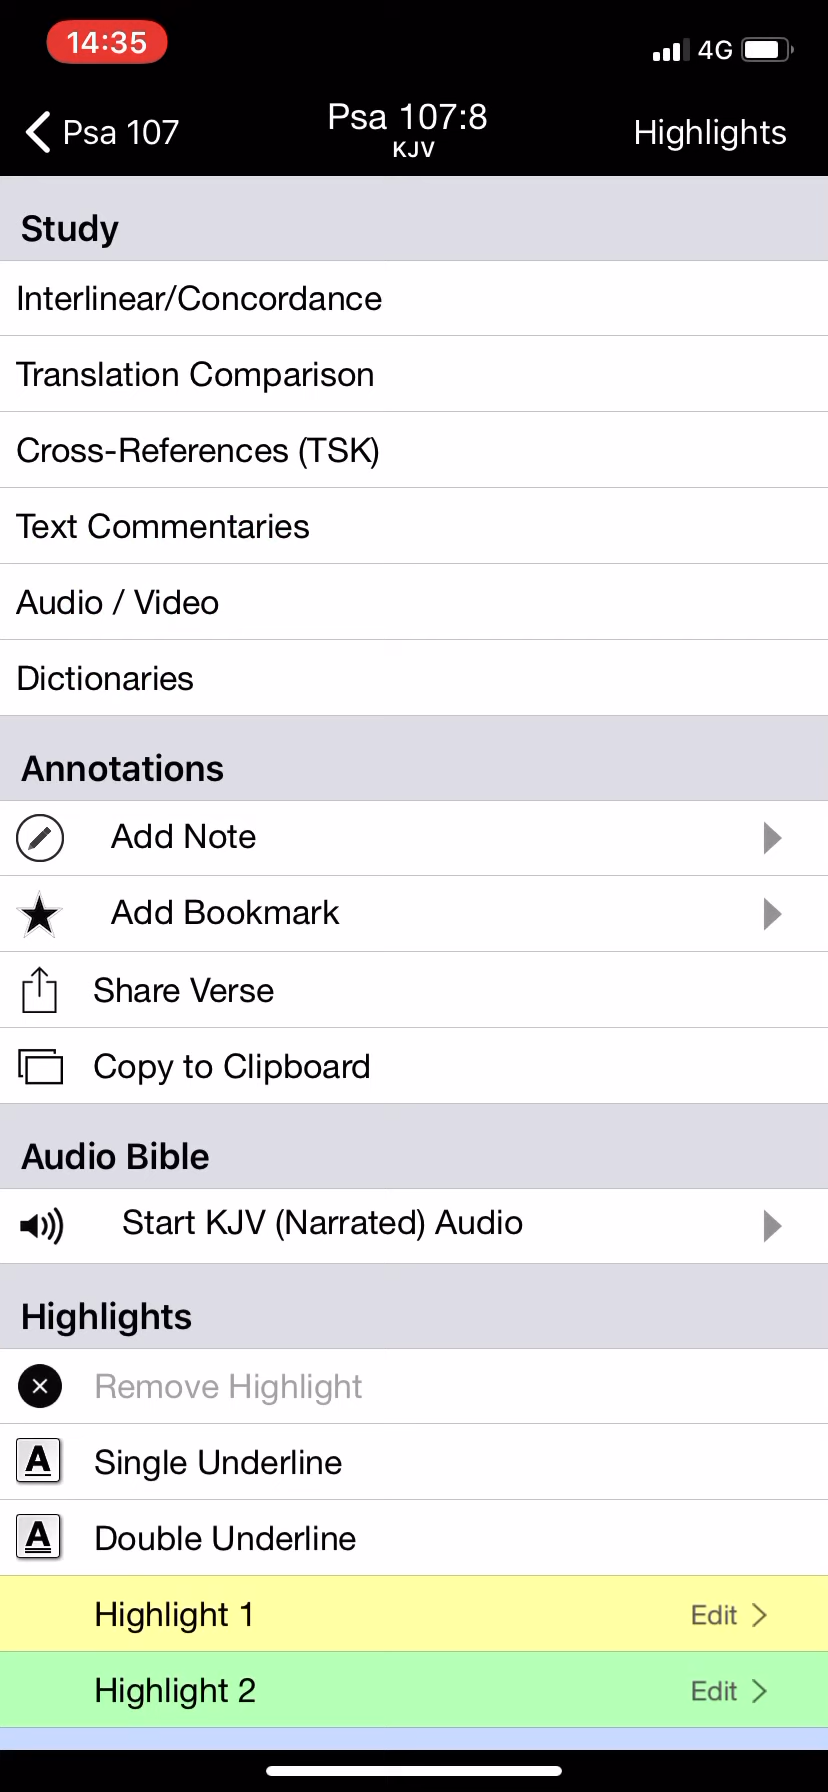 14:35
4G
Psa 107
Psa 107:8
KJV
Highlights
Study
Interlinear/Concordance
Translation Comparison
Cross-References (TSK)
Text Commentaries
Audio / Video
Dictionaries
Annotations
Add Note
Add Bookmark
Share Verse
Copy to Clipboard
Audio Bible
Start KJV (Narrated) Audio
Highlights
Remove Highlight
A Single Underline
A Double Underline
Highlight 1 Edit
Highlight 2 Edit